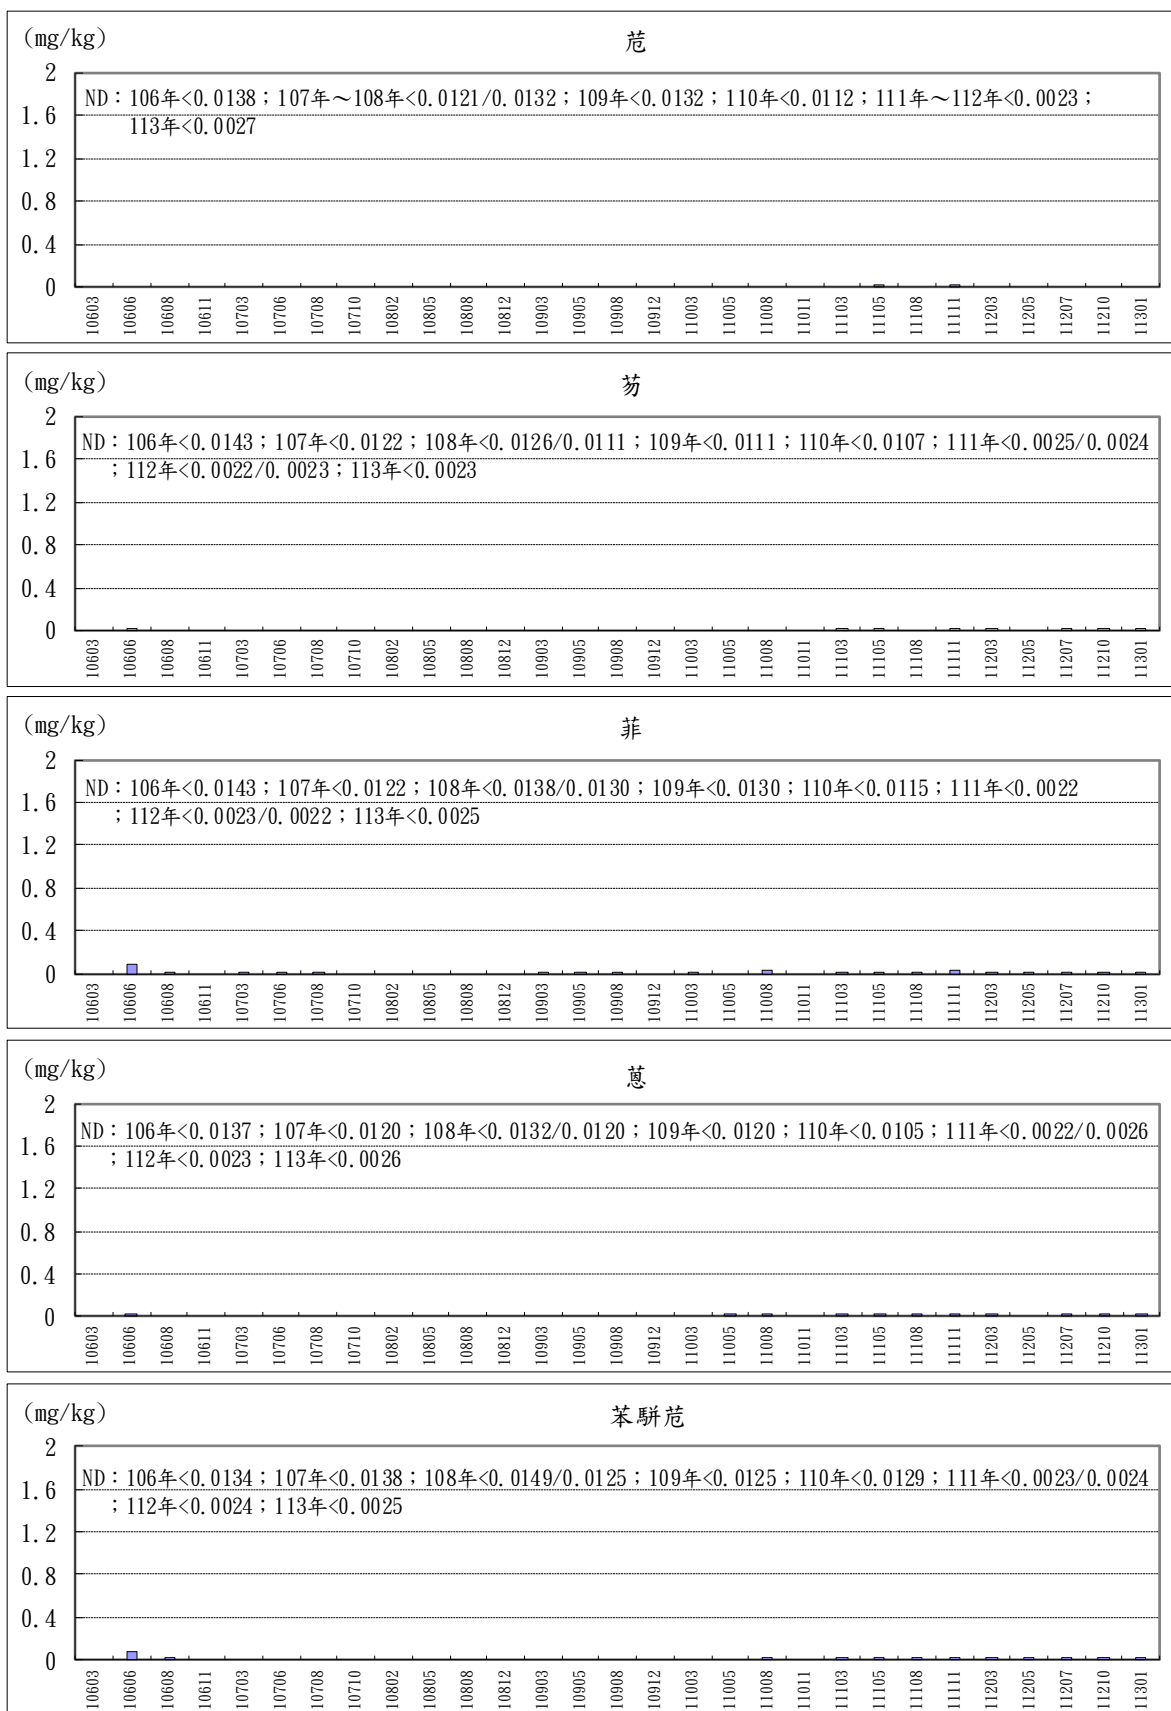 (mg/kg)
苊
2
ND：106年<0.0138；107年～108年<0.0121/0.0132；109年<0.0132；110年<0.0112；111年～112年<0.0023；
1.6
113年<0.0027
1.2
0.8
0.4
0
10603 10606 10608 10611 10703 10706 10708 10710 10802 10805 10808 10812 10903 10905 10908 10912 11003 11005 11008 11011 11103 11105 11108 11111 11203 11205 11207 11210 11301
(mg/kg)
芴
2
ND：106年<0.0143；107年<0.0122；108年<0.0126/0.0111；109年<0.0111；110年<0.0107；111年<0.0025/0.0024
1.6
；112年<0.0022/0.0023；113年<0.0023
1.2
0.8
0.4
0
10603 10606 10608 10611 10703 10706 10708 10710 10802 10805 10808 10812 10903 10905 10908 10912 11003 11005 11008 11011 11103 11105 11108 11111 11203 11205 11207 11210 11301
(mg/kg)
菲
2
ND：106年<0.0143；107年<0.0122；108年<0.0138/0.0130；109年<0.0130；110年<0.0115；111年<0.0022
1.6
；112年<0.0023/0.0022；113年<0.0025
1.2
0.8
0.4
0
10603 10606 10608 10611 10703 10706 10708 10710 10802 10805 10808 10812 10903 10905 10908 10912 11003 11005 11008 11011 11103 11105 11108 11111 11203 11205 11207 11210 11301
(mg/kg)
蒽
2
ND：106年<0.0137；107年<0.0120；108年<0.0132/0.0120；109年<0.0120；110年<0.0105；111年<0.0022/0.0026
1.6
；112年<0.0023；113年<0.0026
1.2
0.8
0.4
0
10603 10606 10608 10611 10703 10706 10708 10710 10802 10805 10808 10812 10903 10905 10908 10912 11003 11005 11008 11011 11103 11105 11108 11111 11203 11205 11207 11210 11301
(mg/kg)
苯駢苊
2
ND：106年<0.0134；107年<0.0138；108年<0.0149/0.0125；109年<0.0125；110年<0.0129；111年<0.0023/0.0024
1.6
；112年<0.0024；113年<0.0025
1.2
0.8
0.4
0
10603 10606 10608 10611 10703 10706 10708 10710 10802 10805 10808 10812 10903 10905 10908 10912 11003 11005 11008 11011 11103 11105 11108 11111 11203 11205 11207 11210 11301